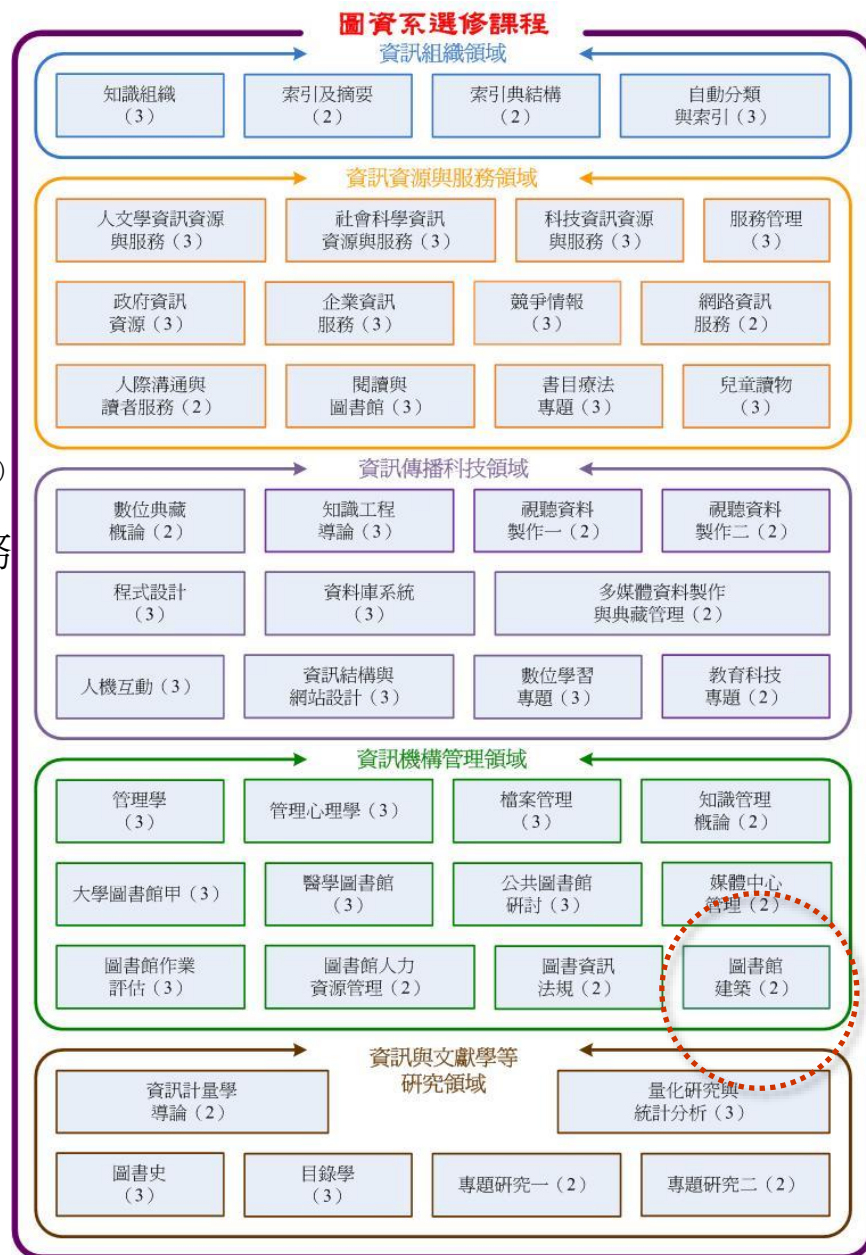 圖資系選修課程
資訊組織領域
知識組織
(3)
索引及摘要
(2)
索引典結構
(2)
自動分類
與索引(3)
資訊資源與服務領域
人文學資訊資源
與服務(3)
社會科學資訊
資源與服務(3)
科技資訊資源
與服務(3)
服務管理
(3)
政府資訊
資源(3)
企業資訊
服務(3)
競爭情報
(3)
網路資訊
服務(2)
人際溝通與
讀者服務(2)
閱讀與
圖書館(3)
書目療法
專題(3)
兒童讀物
(3)
)
務
資訊傳播科技領域
數位典藏
概論(2)
知識工程
導論(3)
視聽資料
製作一(2)
視聽資料
製作二(2)
程式設計
(3)
資料庫系統
(3)
多媒體資料製作
與典藏管理(2)
人機互動(3)
資訊結構與
網站設計(3)
數位學習
專題(3)
教育科技
專題(2)
資訊機構管理領域
管理學
(3)
管理心理學(3)
檔案管理
(3)
知識管理
概論(2)
大學圖書館甲(3)
醫學圖書館
(3)
公共圖書館
研討(3)
媒體中心
管理(2)
圖書館作業
評估(3)
圖書館人力
資源管理(2)
圖書資訊
法規(2)
圖書館
建築(2)
資訊與文獻學等
研究領域
資訊計量學
導論(2)
量化研究與
統計分析(3)
圖書史
(3)
目錄學
(3)
專題研究一(2)
專題研究二(2)